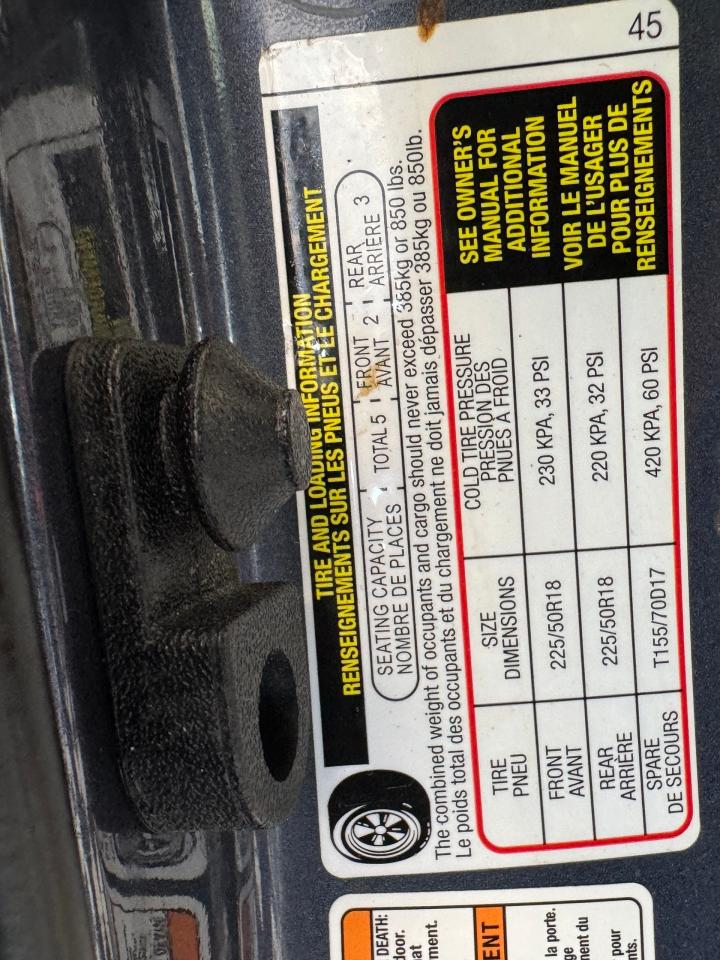 TIRE AND LOADING INFORMATION
RENSEIGNEMENTS SUR LES PNEUS ET LE CHARGEMENT
45
SEATING CAPACITY TOTAL 5 FRONT 2 REAR 3
NOMBRE DE PLACES AVANT ARRIÈRE
The combined weight of occupants and cargo should never exceed 385kg or 850 lbs.
Le poids total des occupants et du chargement ne doit jamais dépasser 385kg ou 850lb.
TIRE SIZE COLD TIRE PRESSURE
PNEU DIMENSIONS PRESSION DES
PNUES A FROID
FRONT 225/50R18 230 KPA, 33 PSI
AVANT
REAR 225/50R18 220 KPA, 32 PSI
ARRIÈRE
SPARE T155/70D17 420 KPA, 60 PSI
DE SECOURS
SEE OWNER'S
MANUAL FOR
ADDITIONAL
INFORMATION
VOIR LE MANUEL
DE L'USAGER
POUR PLUS DE
RENSEIGNEMENTS
DEATH:
door.
at
ment.
ENT
la porte.
ge
ment du
pour
nts.